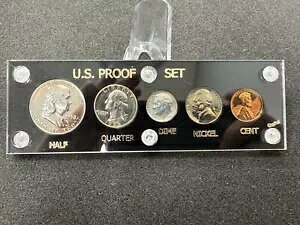 U.S. PROOF SET
HALF
QUARTER
DIME
NICKEL
CENT